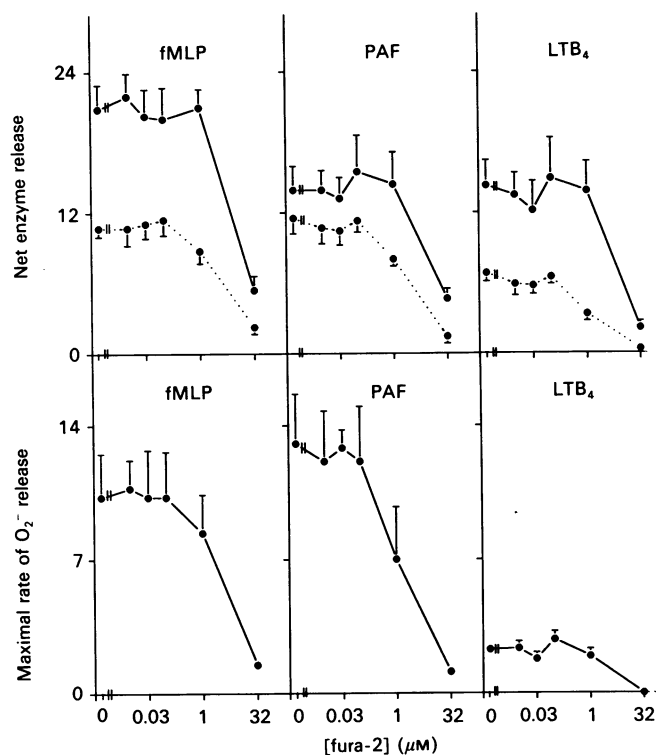 fMLP PAF LTB₄
24
12
0
Net enzyme release
fMLP PAF LTB₄
14
7
0
Maximal rate of O₂⁻ release
0 0.03 1 32 0 0.03 1 32 0 0.03 1 32
[fura-2] (μM)